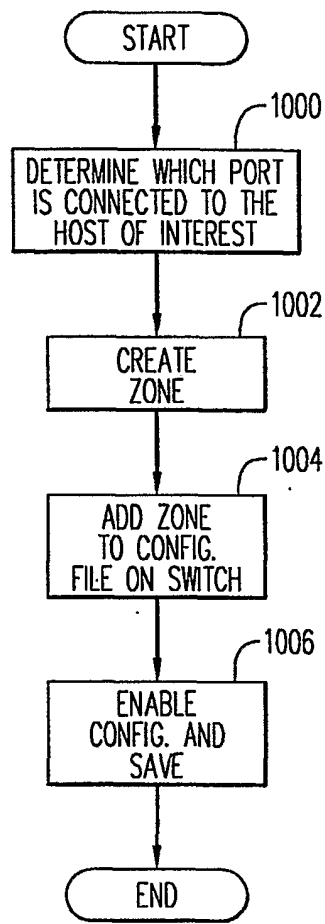 START
1000
DETERMINE WHICH PORT
IS CONNECTED TO THE
HOST OF INTEREST
1002
CREATE
ZONE
1004
ADD ZONE
TO CONFIG.
FILE ON SWITCH
1006
ENABLE
CONFIG. AND
SAVE
END